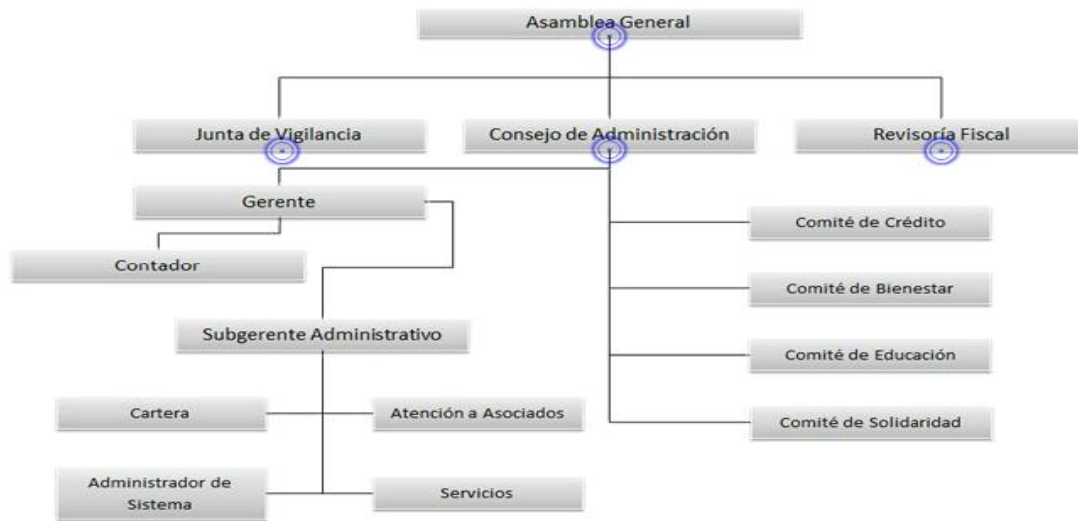 Asamblea General
Junta de Vigilancia
Consejo de Administración
Revisoría Fiscal
Gerente
Contador
Subgerente Administrativo
Cartera
Atención a Asociados
Administrador de
Sistema
Servicios
Comité de Crédito
Comité de Bienestar
Comité de Educación
Comité de Solidaridad